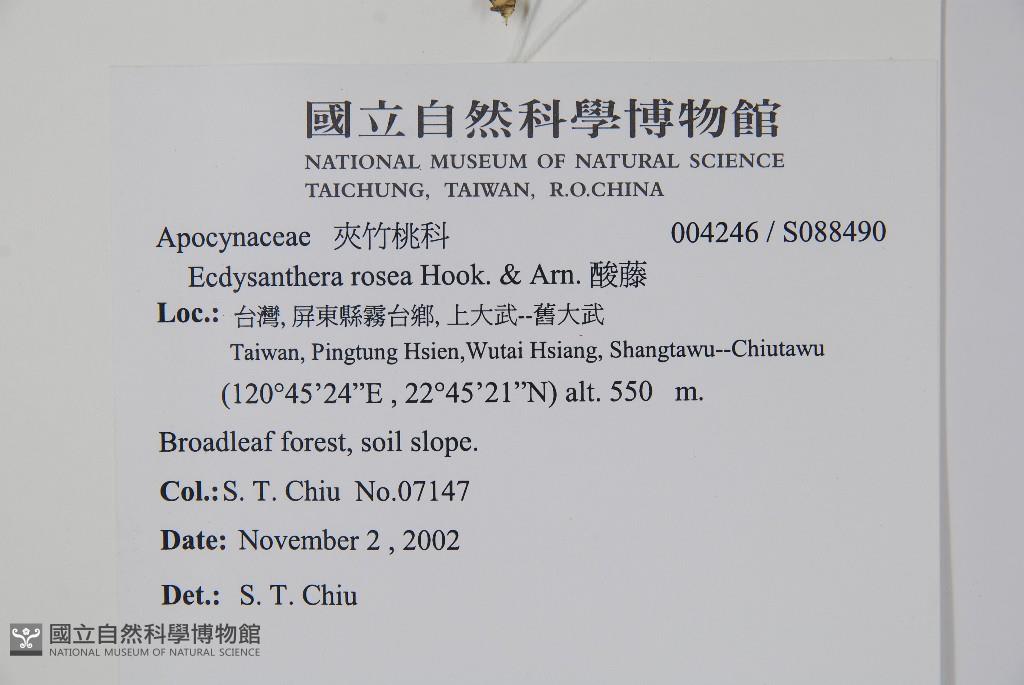 國立自然科學博物館
NATIONAL MUSEUM OF NATURAL SCIENCE
TAICHUNG, TAIWAN, R.O.CHINA
Apocynaceae 夾竹桃科 004246 / S088490
Ecdysanthera rosea Hook. & Arn. 酸藤
Loc.: 台灣, 屏東縣霧台鄉, 上大武--舊大武
Taiwan, Pingtung Hsien,Wutai Hsiang, Shangtawu--Chiutawu
(120°45’24”E , 22°45’21”N) alt. 550 m.
Broadleaf forest, soil slope.
Col.: S. T. Chiu No.07147
Date: November 2 , 2002
Det.: S. T. Chiu
國立自然科學博物館
NATIONAL MUSEUM OF NATURAL SCIENCE